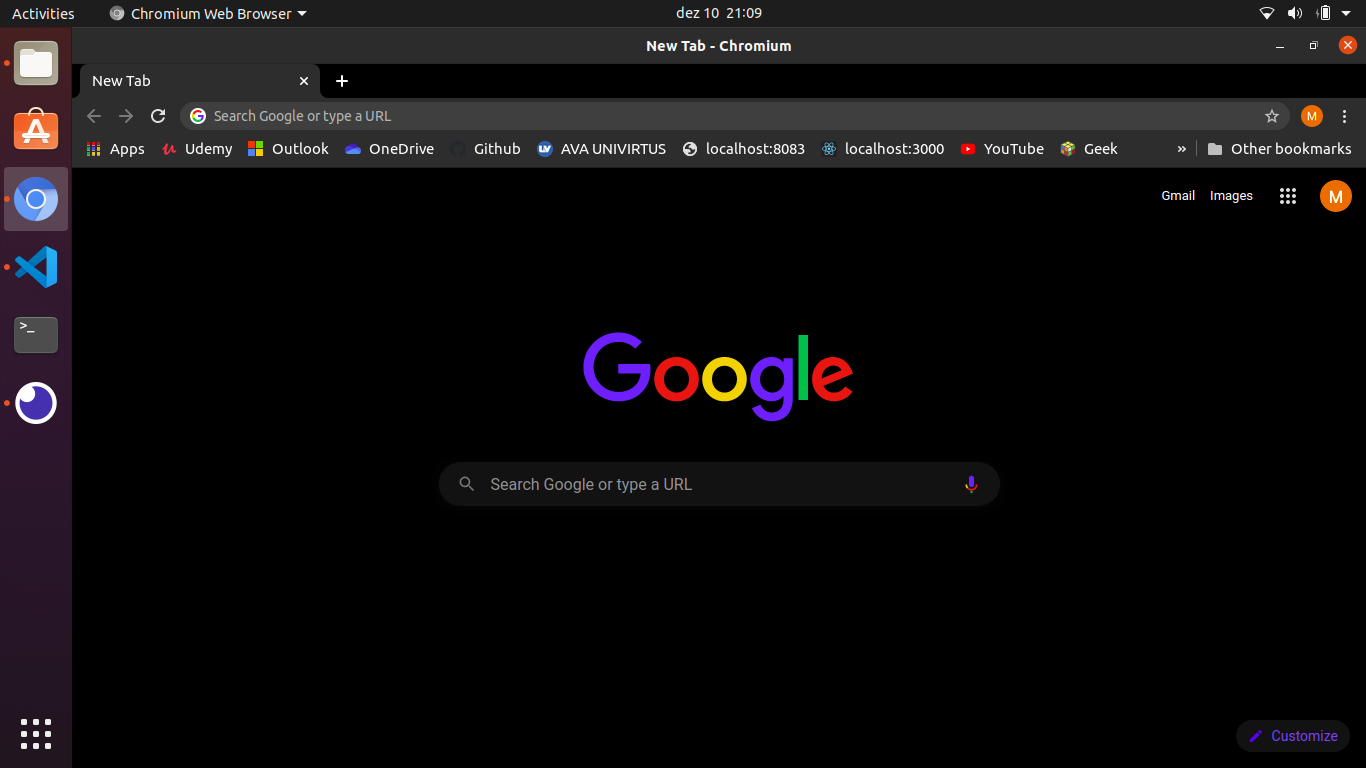 Activities Chromium Web Browser dez 10 21:09
New Tab - Chromium
New Tab
Search Google or type a URL M
Apps Udemy Outlook OneDrive Github LV AVA UNIVIRTUS localhost:8083 localhost:3000 YouTube Geek » Other bookmarks
Gmail Images M
>_
Google
Search Google or type a URL
Customize